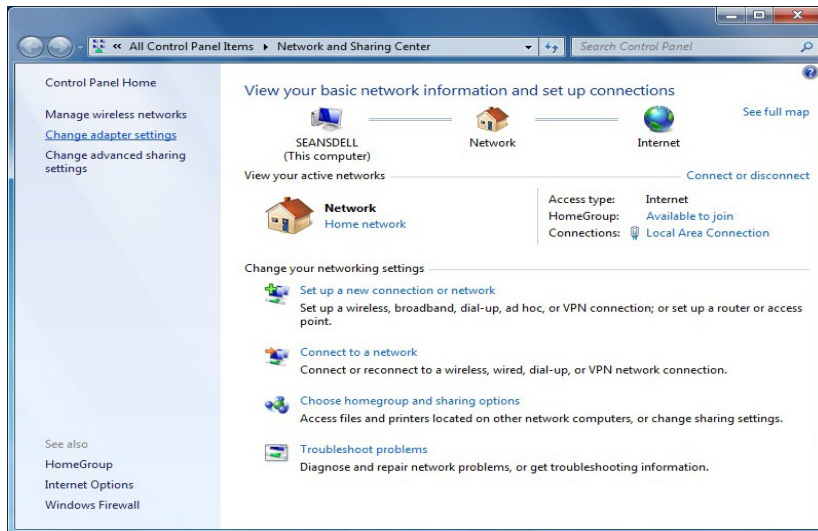 « All Control Panel Items ▸ Network and Sharing Center
Search Control Panel
Control Panel Home
Manage wireless networks
Change adapter settings
Change advanced sharing
settings
See also
HomeGroup
Internet Options
Windows Firewall
View your basic network information and set up connections
See full map
SEANSDELL
(This computer)
Network
Internet
View your active networks
Connect or disconnect
Network
Home network
Access type: Internet
HomeGroup: Available to join
Connections: Local Area Connection
Change your networking settings
Set up a new connection or network
Set up a wireless, broadband, dial-up, ad hoc, or VPN connection; or set up a router or access
point.
Connect to a network
Connect or reconnect to a wireless, wired, dial-up, or VPN network connection.
Choose homegroup and sharing options
Access files and printers located on other network computers, or change sharing settings.
Troubleshoot problems
Diagnose and repair network problems, or get troubleshooting information.